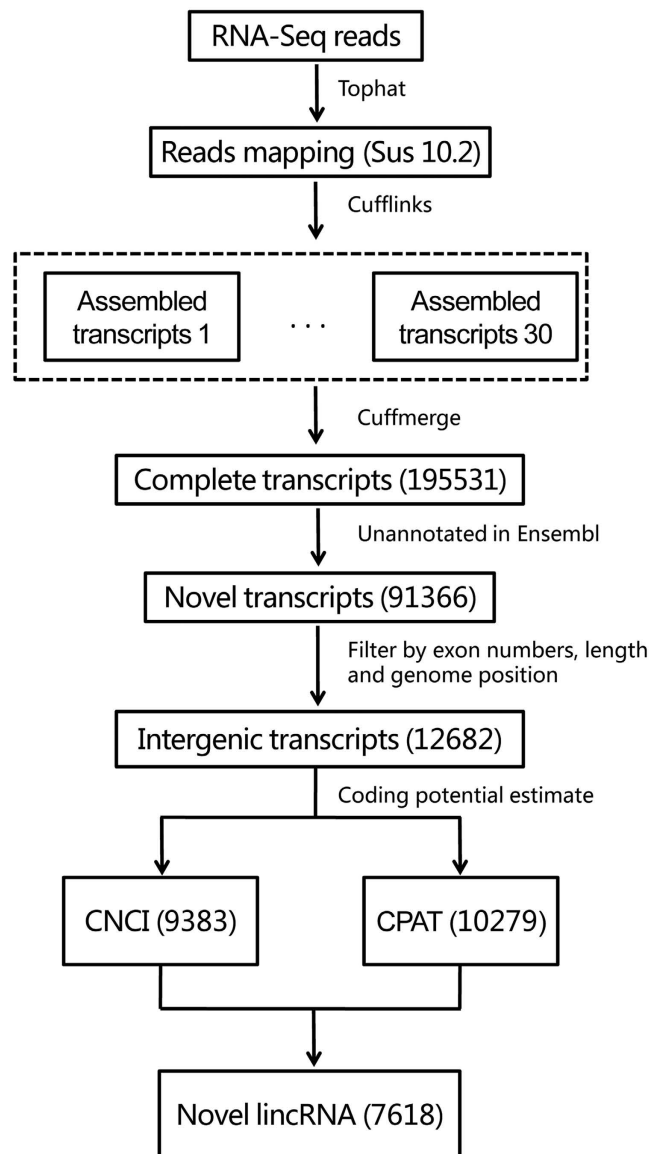 RNA-Seq reads
Tophat
Reads mapping (Sus 10.2)
Cufflinks
Assembled
transcripts 1
. . .
Assembled
transcripts 30
Cuffmerge
Complete transcripts (195531)
Unannotated in Ensembl
Novel transcripts (91366)
Filter by exon numbers, length
and genome position
Intergenic transcripts (12682)
Coding potential estimate
CNCI (9383)
CPAT (10279)
Novel lincRNA (7618)